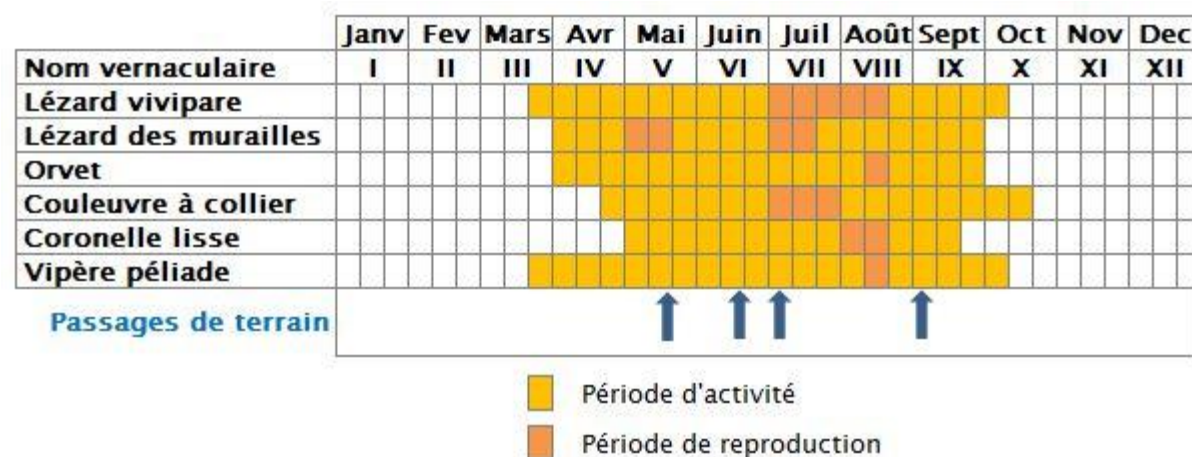 Janv Fev Mars Avr Mai Juin Juil Août Sept Oct Nov Dec
Nom vernaculaire I II III IV V VI VII VIII IX X XI XII
Lézard vivipare
Lézard des murailles
Orvet
Couleuvre à collier
Coronelle lisse
Vipère péliade
Passages de terrain
Période d'activité
Période de reproduction